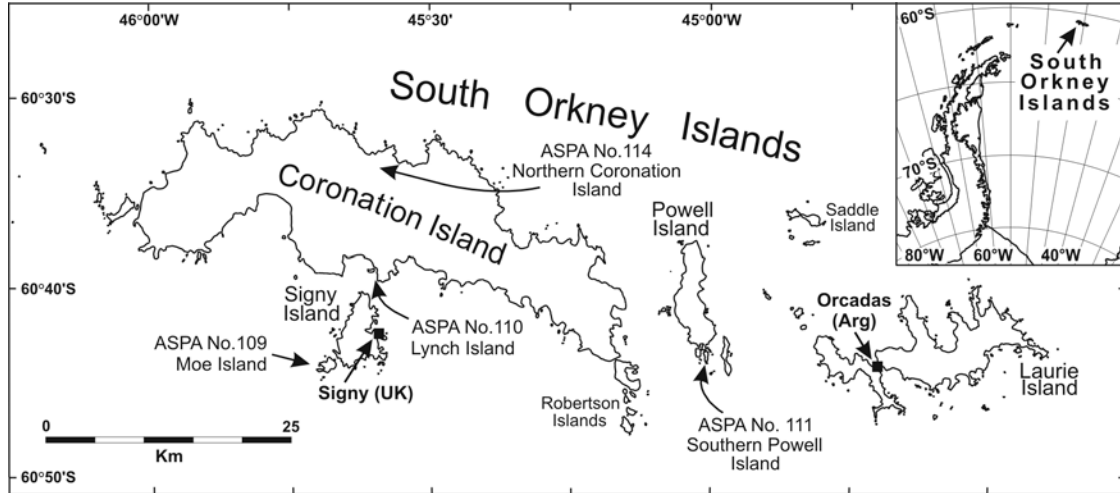 46°00'W
45°30'W
45°00'W
60°S
South
Orkney
Islands
70°S
80°W
60°W
40°W
60°30'S
South Orkney Islands
ASPA No.114
Northern Coronation
Island
Coronation Island
Powell
Island
Saddle
Island
60°40'S
Signy
Island
ASPA No.110
Lynch Island
Orcadas
(Arg)
ASPA No.109
Moe Island
Signy (UK)
Laurie
Island
Robertson
Islands
ASPA No. 111
Southern Powell
Island
0
25
Km
60°50'S